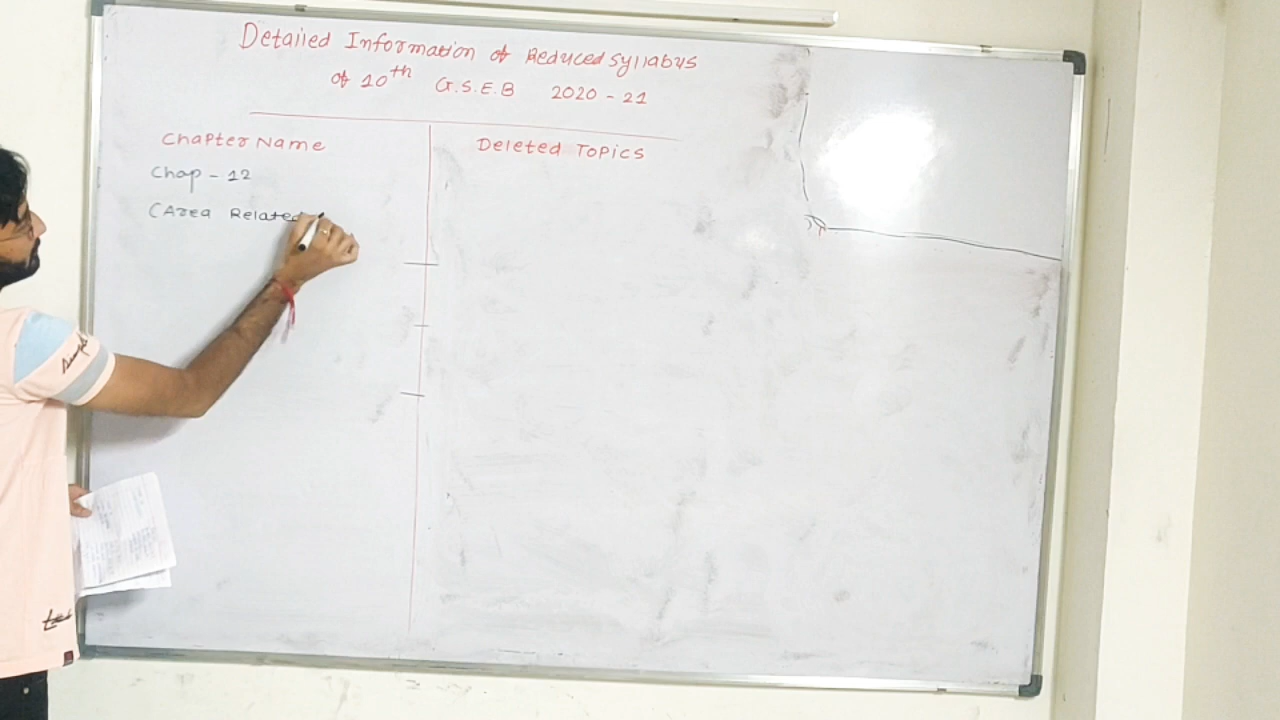 Detailed Information of Reduced Syllabus
of 10th G.S.E.B 2020 - 21
Chapter Name
Deleted Topics
Chap - 12
(Area Related